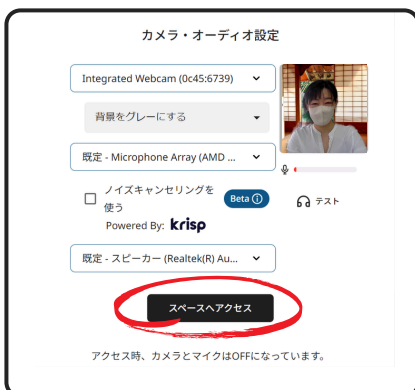 カメラ・オーディオ設定
Integrated Webcam (0c45:6739)
背景をグレーにする
既定 - Microphone Array (AMD ...
ノイズキャンセリングを
使う
Beta
テスト
Powered By: krisp
既定 - スピーカー (Realtek(R) Au...
スペースへアクセス
アクセス時、カメラとマイクはOFFになっています。